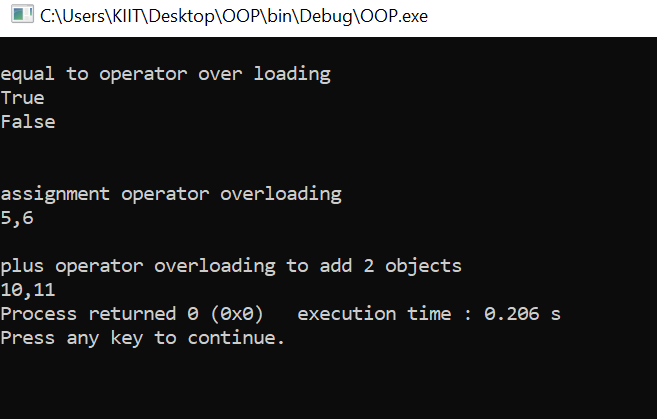 C:\Users\KIIT\Desktop\OOP\bin\Debug\OOP.exe
equal to operator over loading
True
False
assignment operator overloading
5,6
plus operator overloading to add 2 objects
10,11
Process returned 0 (0x0)   execution time : 0.206 s
Press any key to continue.